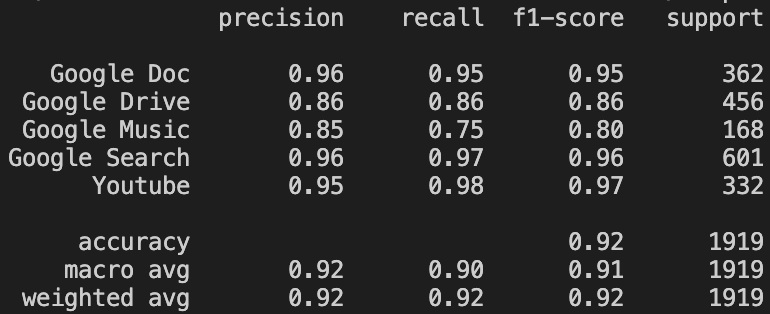 precision recall f1-score support
Google Doc 0.96 0.95 0.95 362
Google Drive 0.86 0.86 0.86 456
Google Music 0.85 0.75 0.80 168
Google Search 0.96 0.97 0.96 601
Youtube 0.95 0.98 0.97 332
accuracy 0.92 1919
macro avg 0.92 0.90 0.91 1919
weighted avg 0.92 0.92 0.92 1919